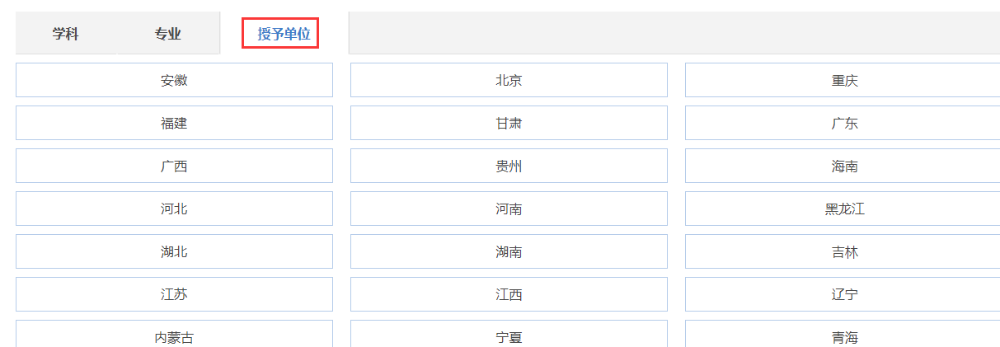 学科 专业 授予单位
安徽 北京 重庆
福建 甘肃 广东
广西 贵州 海南
河北 河南 黑龙江
湖北 湖南 吉林
江苏 江西 辽宁
内蒙古 宁夏 青海